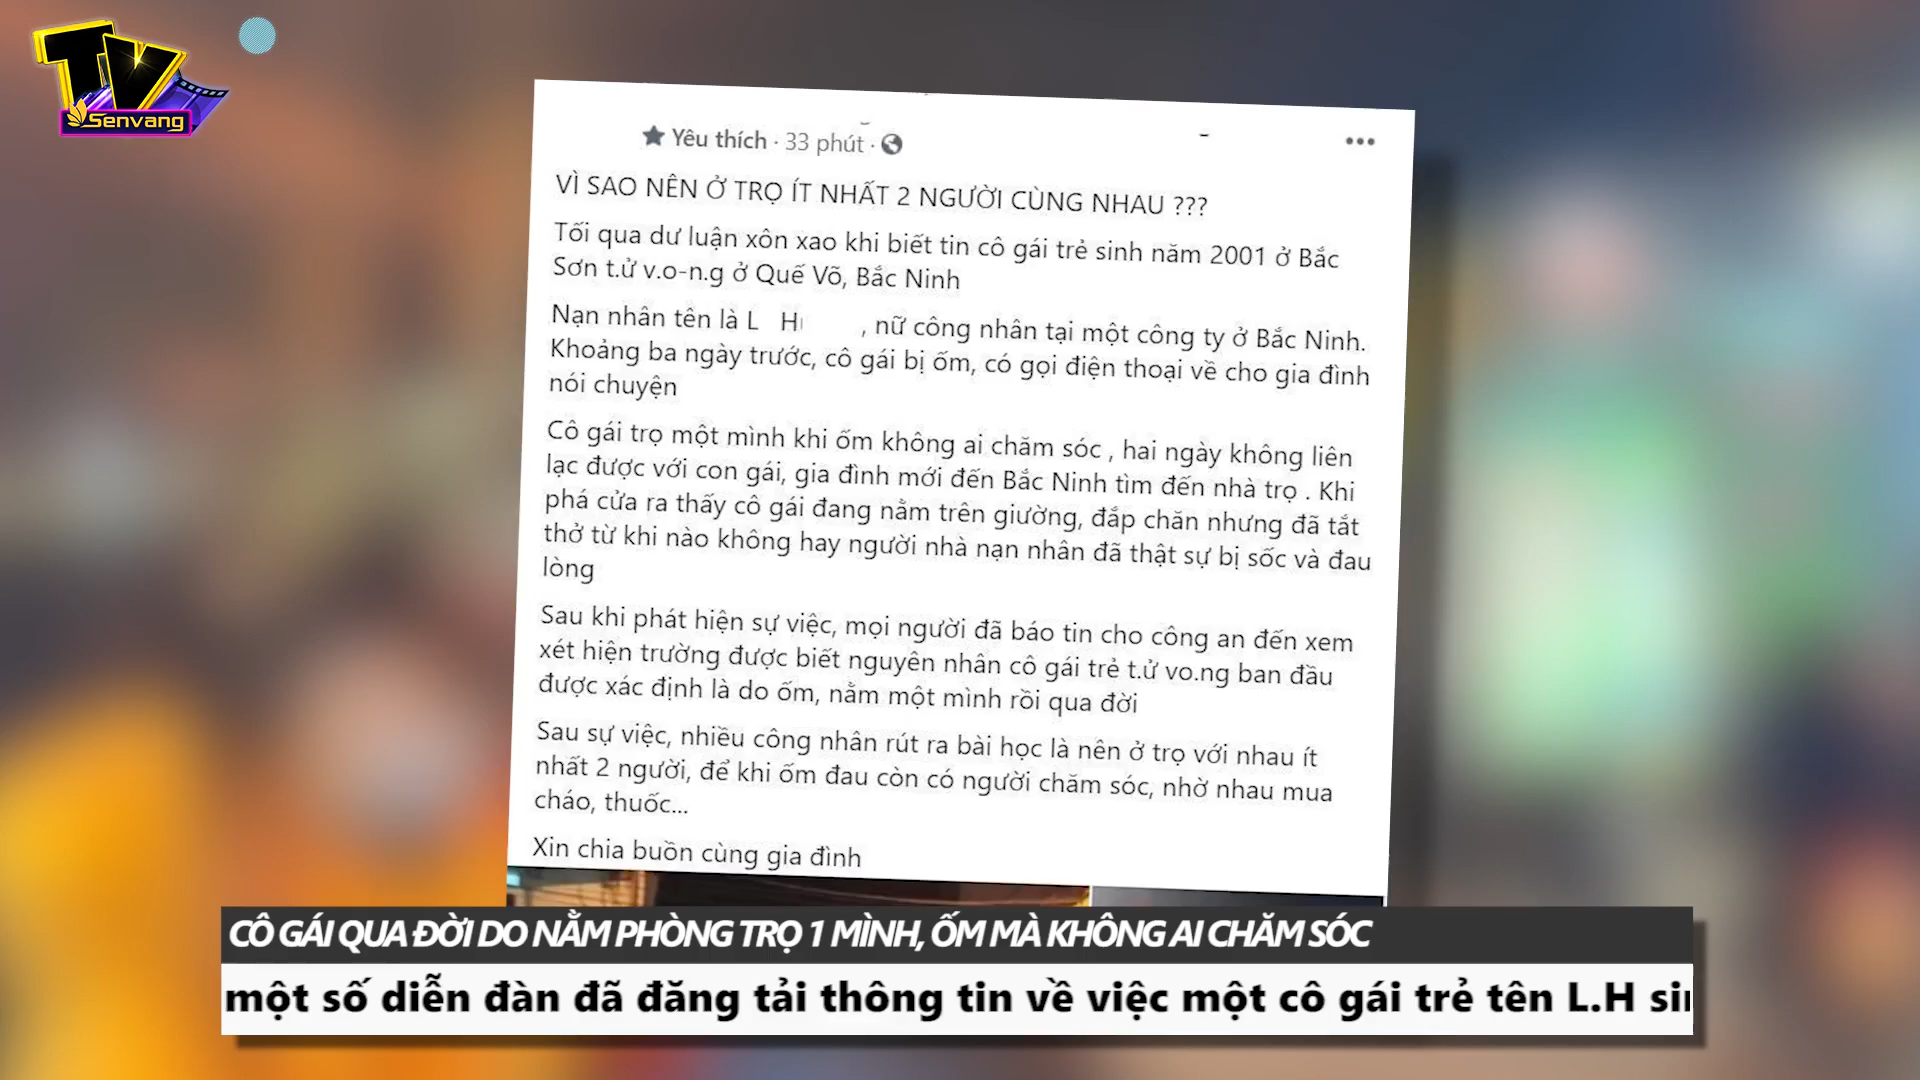 TV
Senvang
Yêu thích · 33 phút ·
VÌ SAO NÊN Ở TRỌ ÍT NHẤT 2 NGƯỜI CÙNG NHAU ???
Tối qua dư luận xôn xao khi biết tin cô gái trẻ sinh năm 2001 ở Bắc
Sơn t.ử v.o-n.g ở Quế Võ, Bắc Ninh
Nạn nhân tên là L H , nữ công nhân tại một công ty ở Bắc Ninh.
Khoảng ba ngày trước, cô gái bị ốm, có gọi điện thoại về cho gia đình
nói chuyện
Cô gái trọ một mình khi ốm không ai chăm sóc , hai ngày không liên
lạc được với con gái, gia đình mới đến Bắc Ninh tìm đến nhà trọ . Khi
phá cửa ra thấy cô gái đang nằm trên giường, đắp chăn nhưng đã tắt
thở từ khi nào không hay người nhà nạn nhân đã thật sự bị sốc và đau
lòng
Sau khi phát hiện sự việc, mọi người đã báo tin cho công an đến xem
xét hiện trường được biết nguyên nhân cô gái trẻ t.ử vo.ng ban đầu
được xác định là do ốm, nằm một mình rồi qua đời
Sau sự việc, nhiều công nhân rút ra bài học là nên ở trọ với nhau ít
nhất 2 người, để khi ốm đau còn có người chăm sóc, nhờ nhau mua
cháo, thuốc...
Xin chia buồn cùng gia đình
CÔ GÁI QUA ĐỜI DO NẰM PHÒNG TRỌ 1 MÌNH, ỐM MÀ KHÔNG AI CHĂM SÓC
một số diễn đàn đã đăng tải thông tin về việc một cô gái trẻ tên L.H